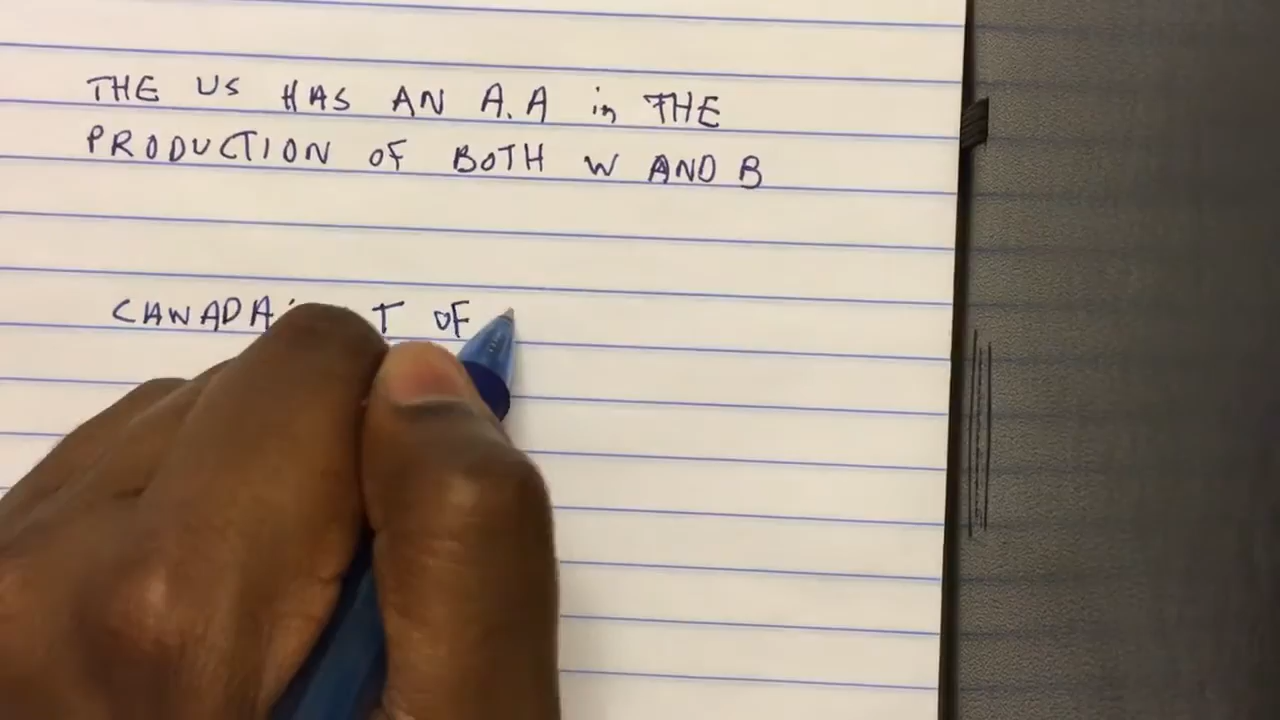 THE US HAS AN A.A in THE
PRODUCTION OF BOTH W AND B
CANADA' T OF